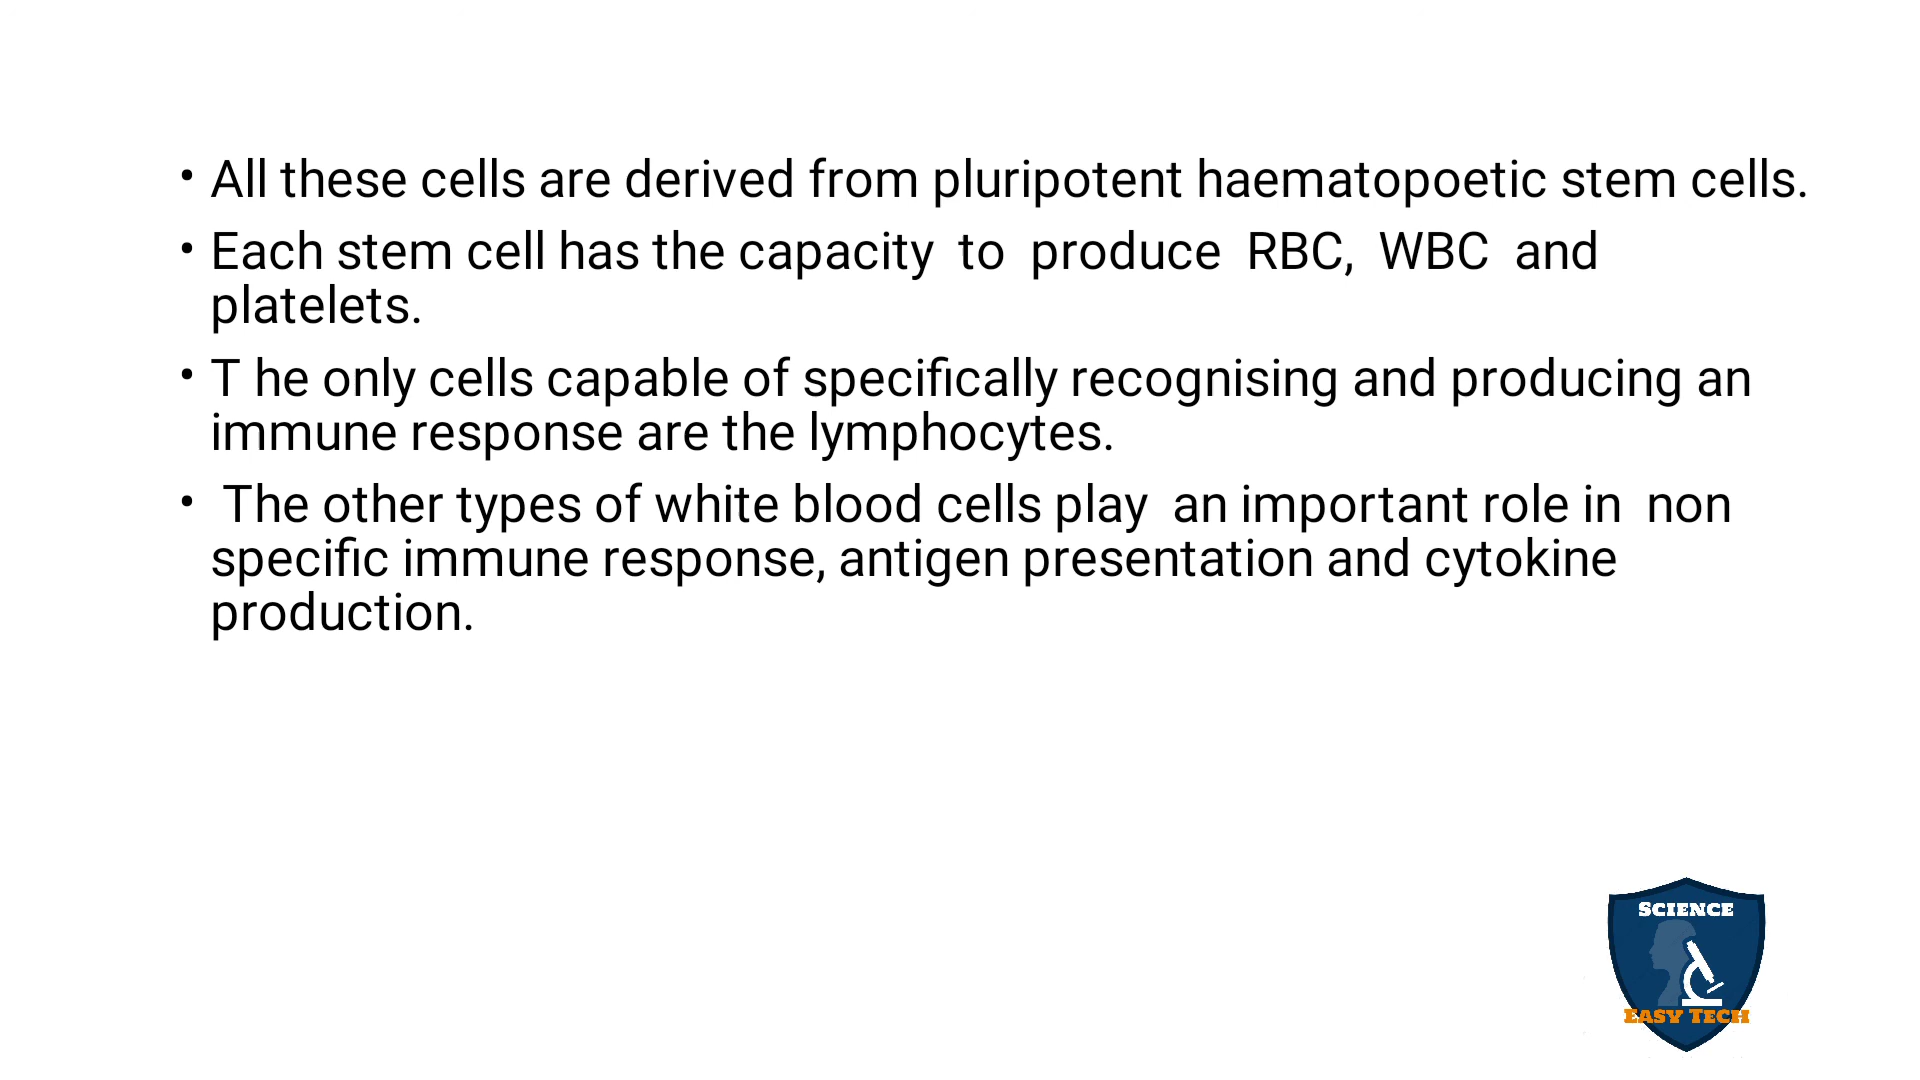 • All these cells are derived from pluripotent haematopoetic stem cells.
• Each stem cell has the capacity  to  produce  RBC,  WBC  and
platelets.
• T he only cells capable of specifically recognising and producing an
immune response are the lymphocytes.
•  The other types of white blood cells play  an important role in  non
specific immune response, antigen presentation and cytokine
production.
SCIENCE
EASY TECH